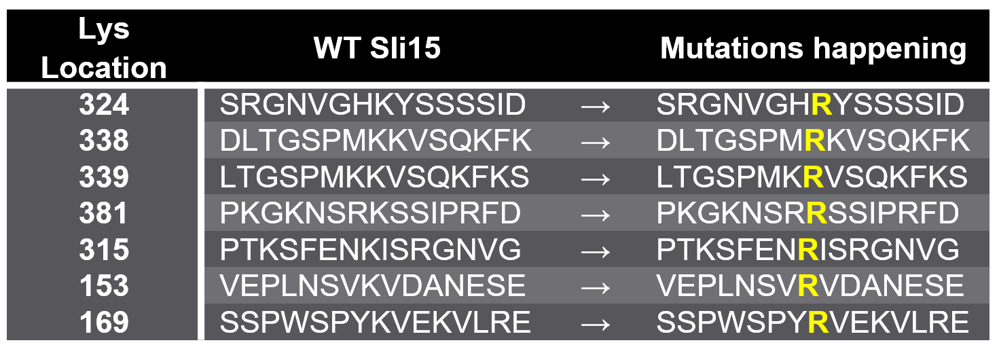 Lys Location WT Sli15 Mutations happening
324 SRGNVGHKYSSSSID → SRGNVGHRYSSSSID
338 DLTGSPMKKVSQKFK → DLTGSPMRKVSQKFK
339 LTGSPMKKVSQKFKS → LTGSPMKRVSQKFKS
381 PKGKNSRKSSIPRFD → PKGKNSRRSSIPRFD
315 PTKSFENKISRGNVG → PTKSFENRISRGNVG
153 VEPLNSVKVDANESE → VEPLNSVRVDANESE
169 SSPWSPYKVEKVLRE → SSPWSPYRVEKVLRE